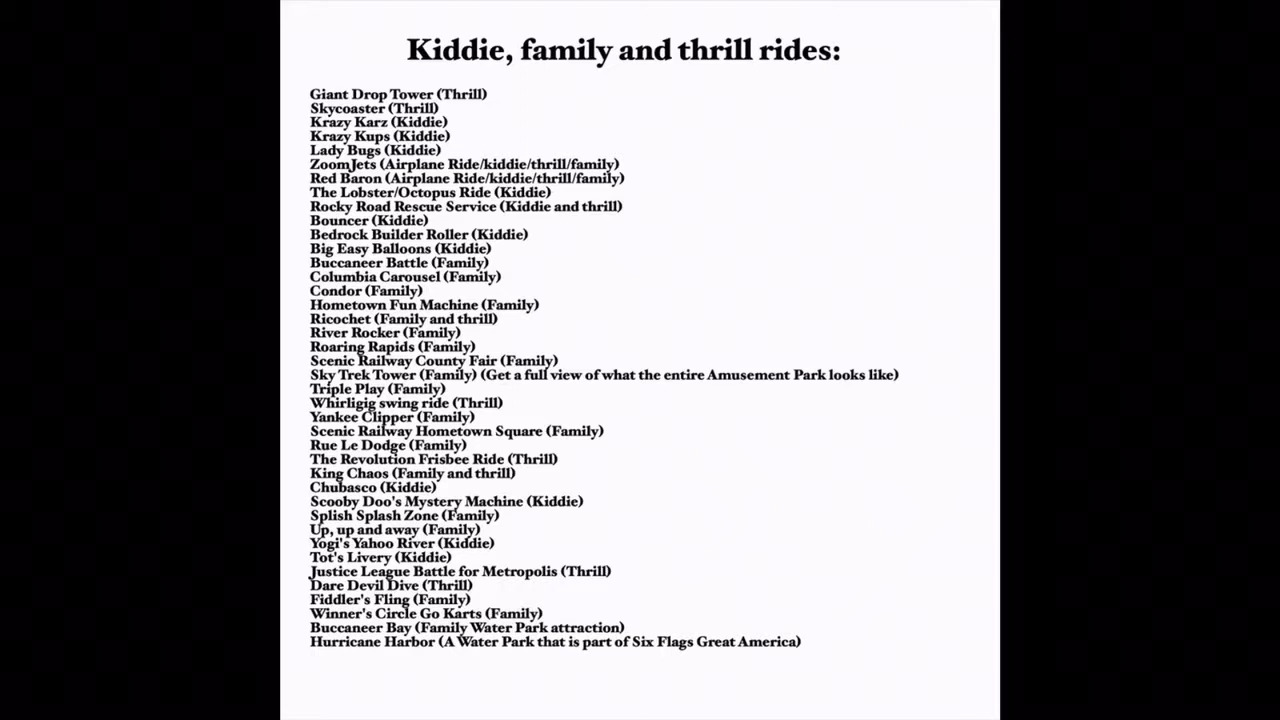 Kiddie, family and thrill rides:
Giant Drop Tower (Thrill)
Skycoaster (Thrill)
Krazy Karz (Kiddie)
Krazy Kups (Kiddie)
Lady Bugs (Kiddie)
ZoomJets (Airplane Ride/kiddie/thrill/family)
Red Baron (Airplane Ride/kiddie/thrill/family)
The Lobster/Octopus Ride (Kiddie)
Rocky Road Rescue Service (Kiddie and thrill)
Bouncer (Kiddie)
Bedrock Builder Roller (Kiddie)
Big Easy Balloons (Kiddie)
Buccaneer Battle (Family)
Columbia Carousel (Family)
Condor (Family)
Hometown Fun Machine (Family)
Ricochet (Family and thrill)
River Rocker (Family)
Roaring Rapids (Family)
Scenic Railway County Fair (Family)
Sky Trek Tower (Family) (Get a full view of what the entire Amusement Park looks like)
Triple Play (Family)
Whirligig swing ride (Thrill)
Yankee Clipper (Family)
Scenic Railway Hometown Square (Family)
Rue Le Dodge (Family)
The Revolution Frisbee Ride (Thrill)
King Chaos (Family and thrill)
Chubasco (Kiddie)
Scooby Doo's Mystery Machine (Kiddie)
Splish Splash Zone (Family)
Up, up and away (Family)
Yogi's Yahoo River (Kiddie)
Tot's Livery (Kiddie)
Justice League Battle for Metropolis (Thrill)
Dare Devil Dive (Thrill)
Fiddler's Fling (Family)
Winner's Circle Go Karts (Family)
Buccaneer Bay (Family Water Park attraction)
Hurricane Harbor (A Water Park that is part of Six Flags Great America)